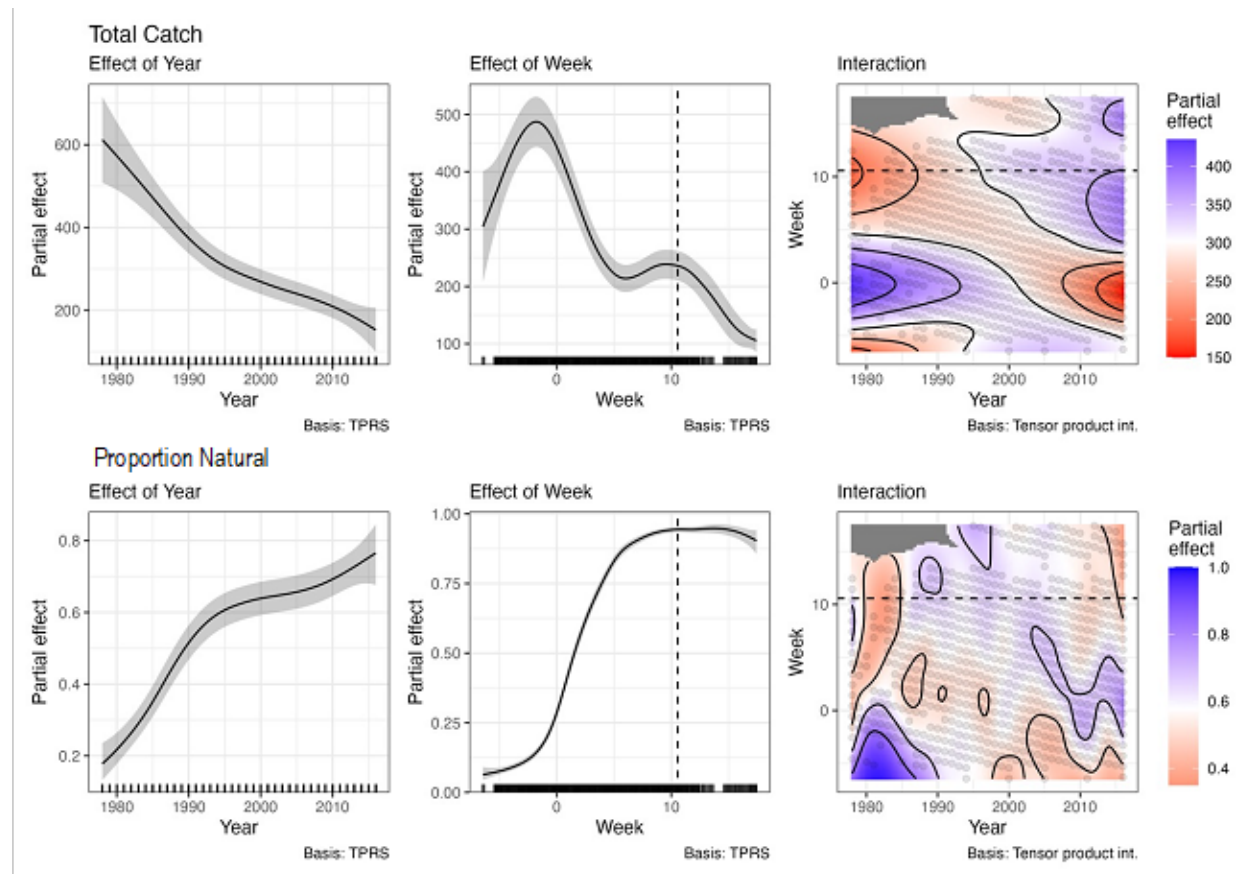 Total Catch
Effect of Year
Effect of Week
Interaction
Partial effect
600
400
200
1980
1990
2000
2010
Year
Basis: TPRS
Partial effect
500
400
300
200
100
0
10
Week
Basis: TPRS
Week
10
0
1980
1990
2000
2010
Year
Basis: Tensor product int.
Partial
effect
400
350
300
250
200
150
Proportion Natural
Effect of Year
Effect of Week
Interaction
Partial effect
0.8
0.6
0.4
0.2
1980
1990
2000
2010
Year
Basis: TPRS
Partial effect
1.00
0.75
0.50
0.25
0.00
0
10
Week
Basis: TPRS
Week
10
0
1980
1990
2000
2010
Year
Basis: Tensor product int.
Partial
effect
1.0
0.8
0.6
0.4